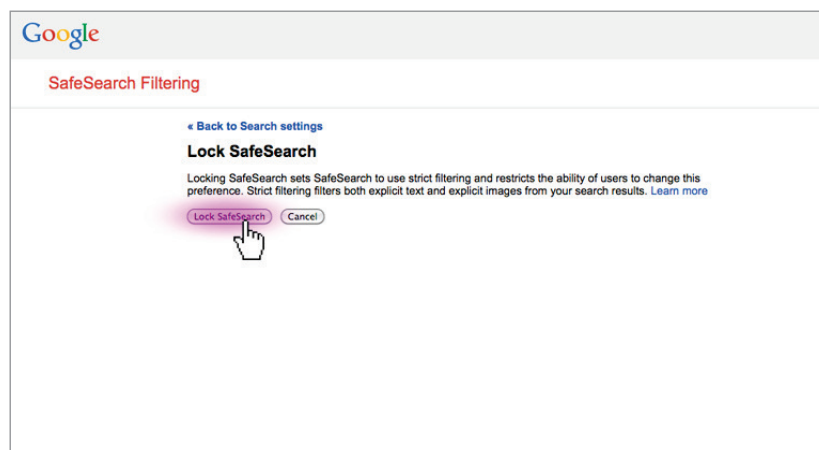 Google
SafeSearch Filtering
« Back to Search settings
Lock SafeSearch
Locking SafeSearch sets SafeSearch to use strict filtering and restricts the ability of users to change this
preference. Strict filtering filters both explicit text and explicit images from your search results. Learn more
Lock SafeSearch Cancel